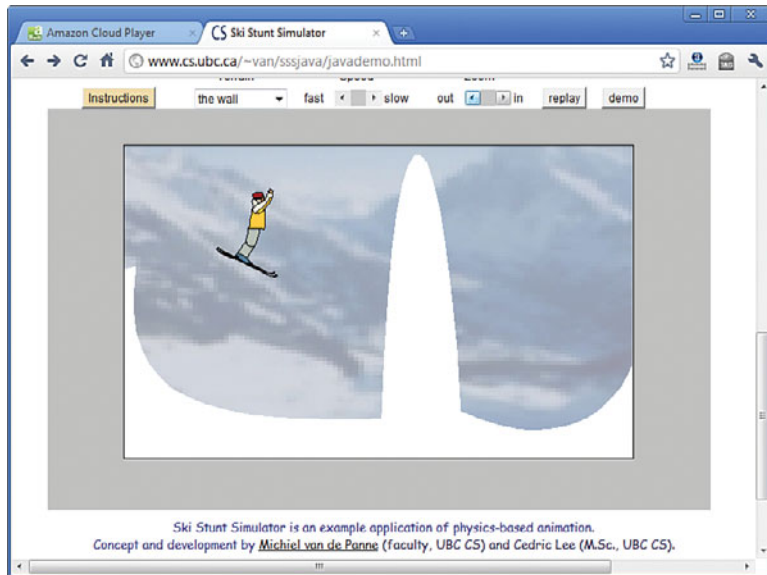 Amazon Cloud Player
Ski Stunt Simulator
www.cs.ubc.ca/~van/sssjava/javademo.html
Instructions
the wall
fast
slow
out
in
replay
demo
Ski Stunt Simulator is an example application of physics-based animation.
Concept and development by Michiel van de Panne (faculty, UBC CS) and Cedric Lee (M.Sc., UBC CS).